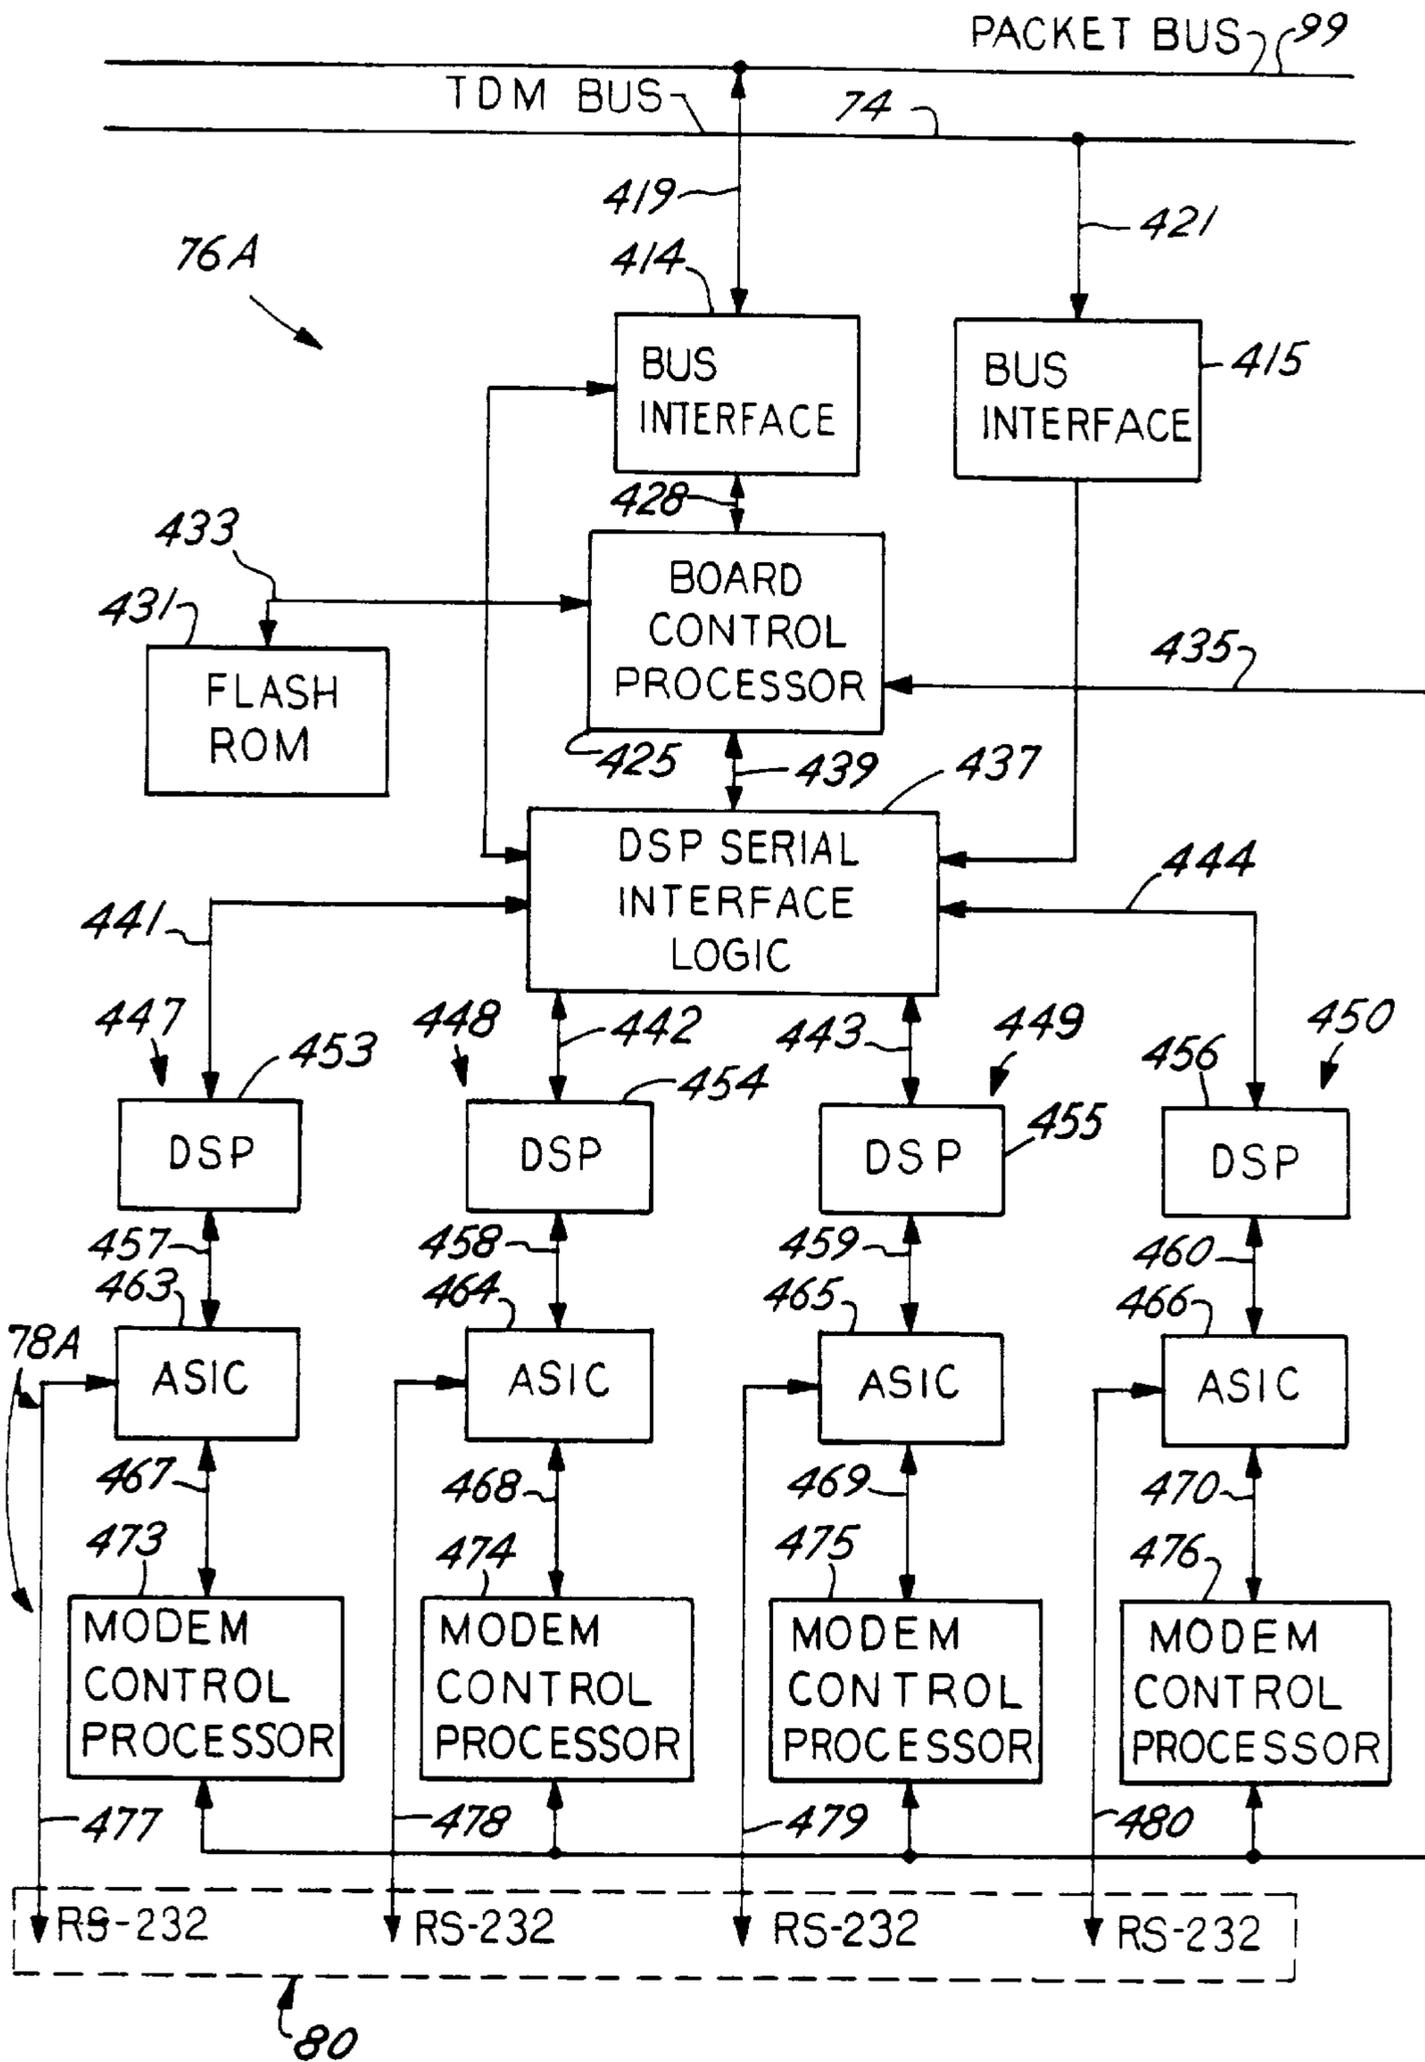 PACKET BUS 99
TDM BUS 74
419
421
76A
414
BUS
INTERFACE
415
BUS
INTERFACE
428
433
431
FLASH
ROM
BOARD
CONTROL
PROCESSOR
435
425
439
437
DSP SERIAL
INTERFACE
LOGIC
444
441
447
453
448
442
454
443
449
455
456
450
DSP
DSP
DSP
DSP
457
458
459
460
463
464
465
466
78A
ASIC
ASIC
ASIC
ASIC
467
468
469
470
473
474
475
476
MODEM
CONTROL
PROCESSOR
MODEM
CONTROL
PROCESSOR
MODEM
CONTROL
PROCESSOR
MODEM
CONTROL
PROCESSOR
477
478
479
480
RS-232
RS-232
RS-232
RS-232
80